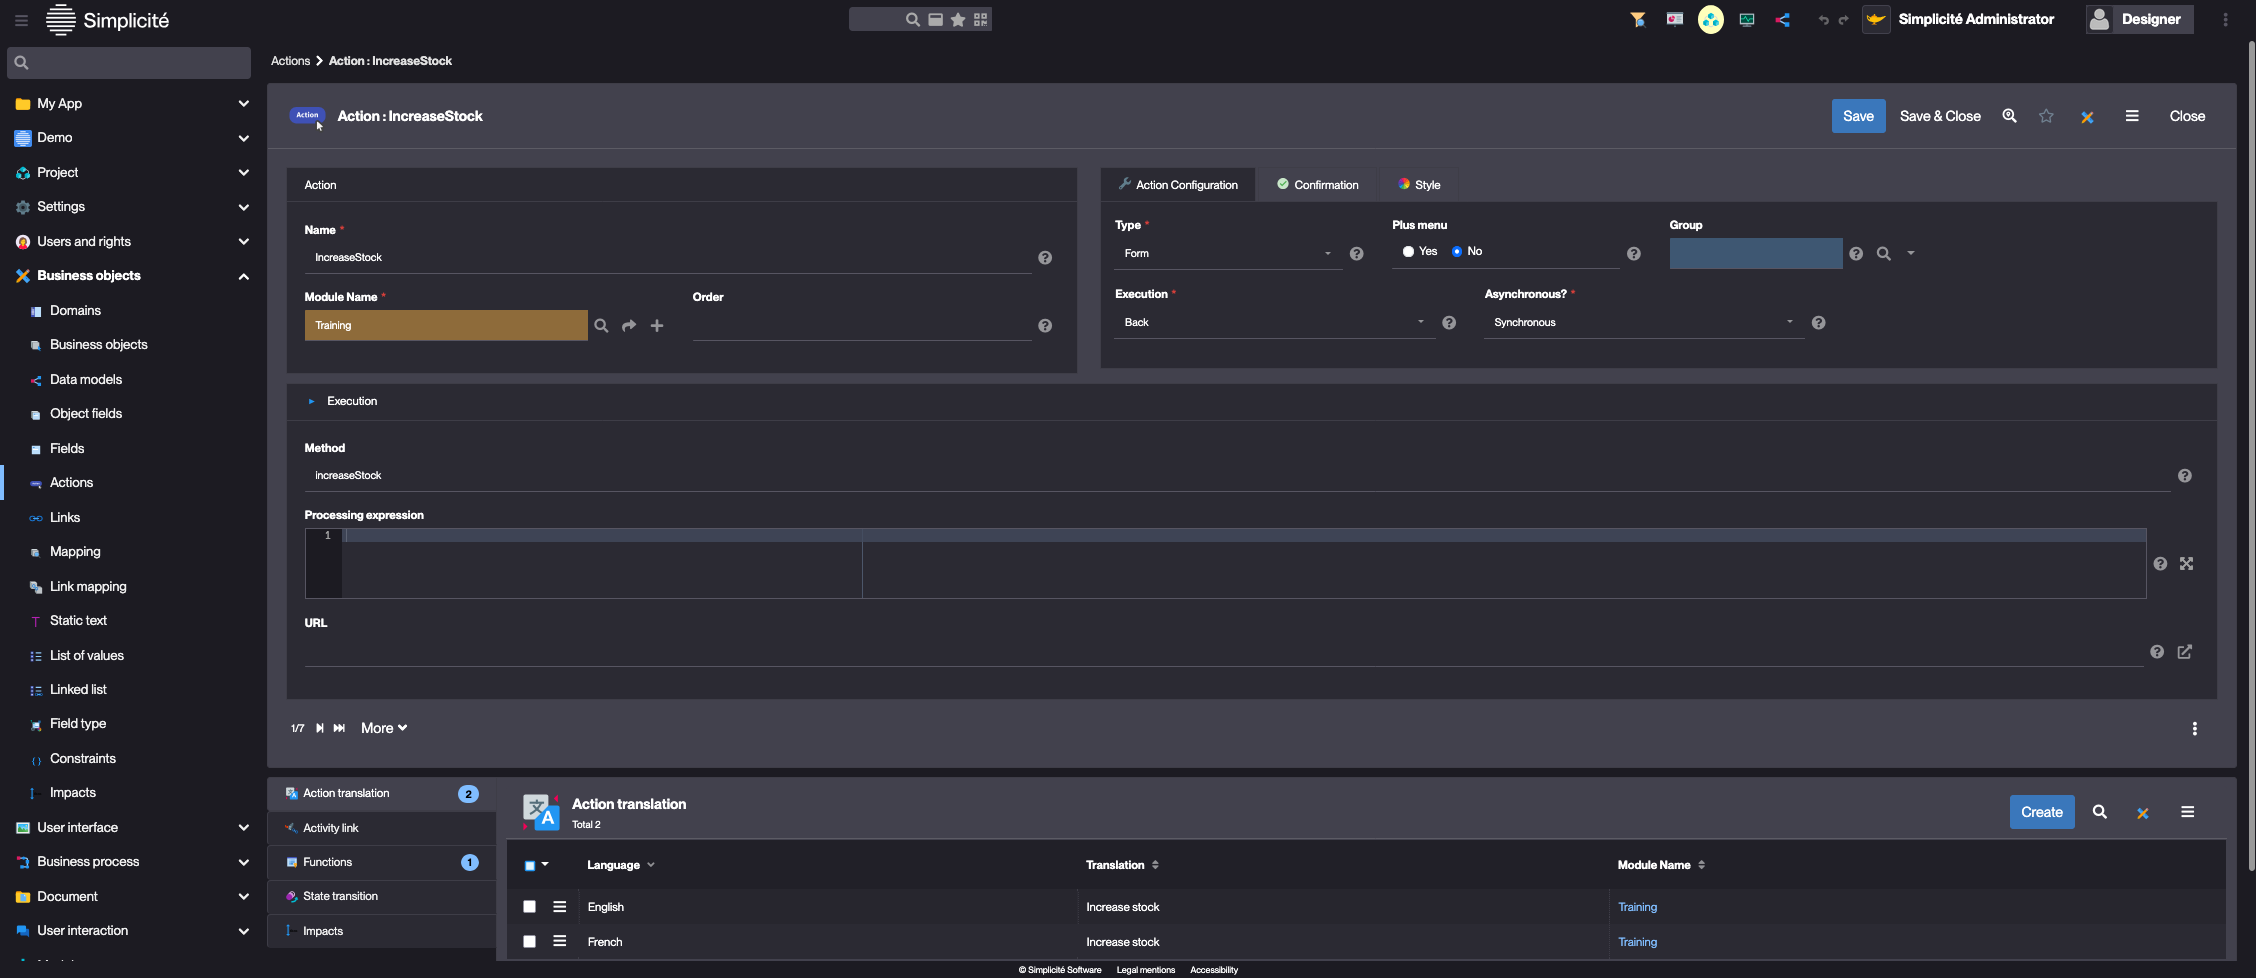 Simplicité
Simplicité Administrator
Designer
Actions
Action : IncreaseStock
My App
Demo
Project
Settings
Users and rights
Business objects
Domains
Business objects
Data models
Object fields
Fields
Actions
Links
Mapping
Link mapping
Static text
List of values
Linked list
Field type
Constraints
Impacts
User interface
Business process
Document
User interaction
Action
Action : IncreaseStock
Save
Save & Close
Close
Action
Name *
IncreaseStock
Module Name *
Training
Order
Action Configuration
Confirmation
Style
Type *
Form
Plus menu
Yes
No
Group
Execution *
Back
Asynchronous? *
Synchronous
Execution
Method
increaseStock
Processing expression
1
URL
1/7
More
Action translation
2
Activity link
Functions
1
State transition
Impacts
Action translation
Total 2
Create
Language
Translation
Module Name
English
Increase stock
Training
French
Increase stock
Training
© Simplicité Software
Legal mentions
Accessibility